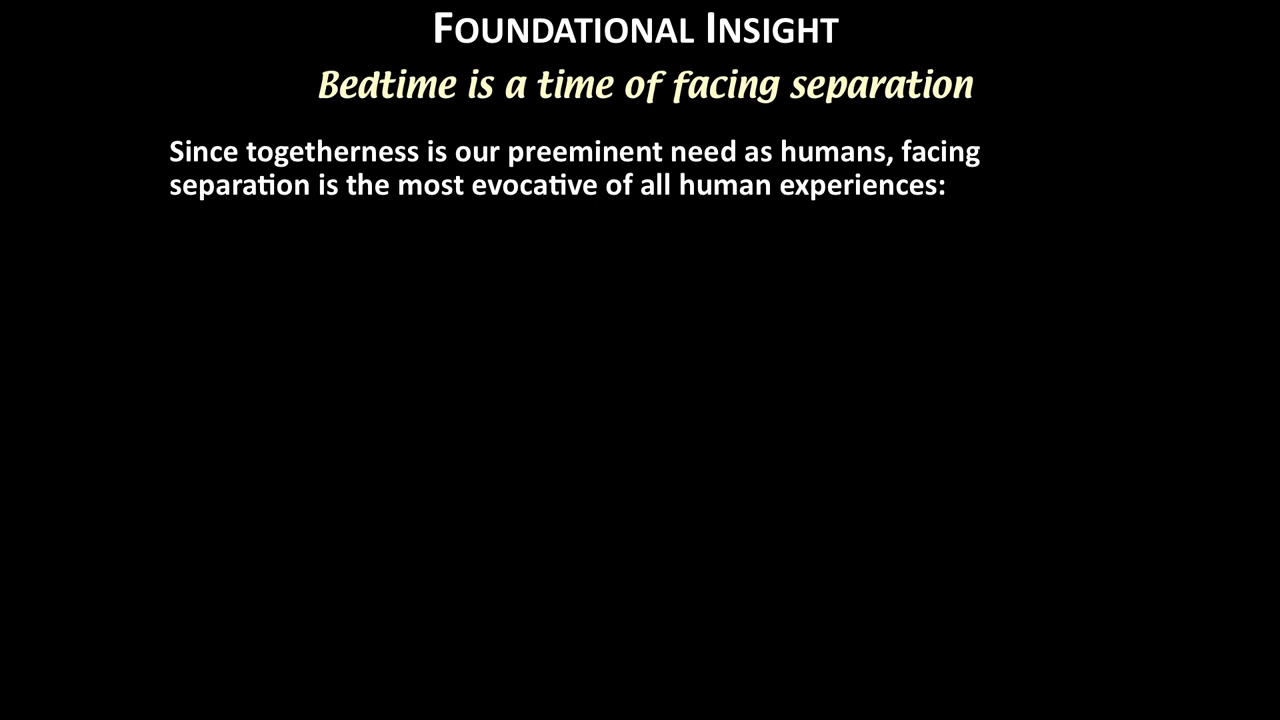 FOUNDATIONAL INSIGHT
Bedtime is a time of facing separation
Since togetherness is our preeminent need as humans, facing
separation is the most evocative of all human experiences: